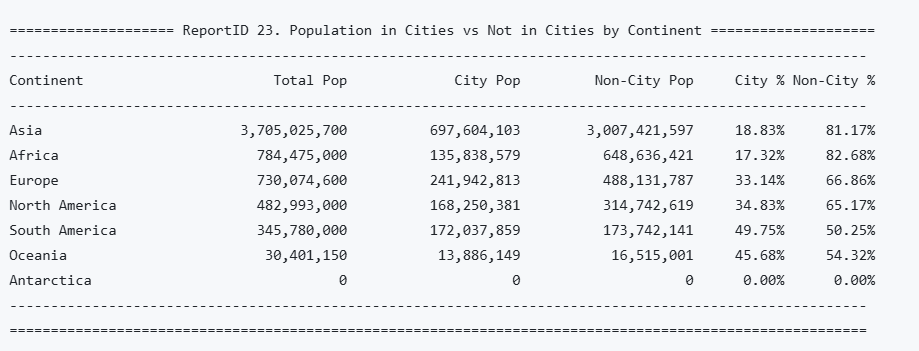 ==================== ReportID 23. Population in Cities vs Not in Cities by Continent ====================
--------------------------------------------------------------------------------------------------------
Continent Total Pop City Pop Non-City Pop City % Non-City %
--------------------------------------------------------------------------------------------------------
Asia 3,705,025,700 697,604,103 3,007,421,597 18.83% 81.17%
Africa 784,475,000 135,838,579 648,636,421 17.32% 82.68%
Europe 730,074,600 241,942,813 488,131,787 33.14% 66.86%
North America 482,993,000 168,250,381 314,742,619 34.83% 65.17%
South America 345,780,000 172,037,859 173,742,141 49.75% 50.25%
Oceania 30,401,150 13,886,149 16,515,001 45.68% 54.32%
Antarctica 0 0 0 0.00% 0.00%
--------------------------------------------------------------------------------------------------------
========================================================================================================